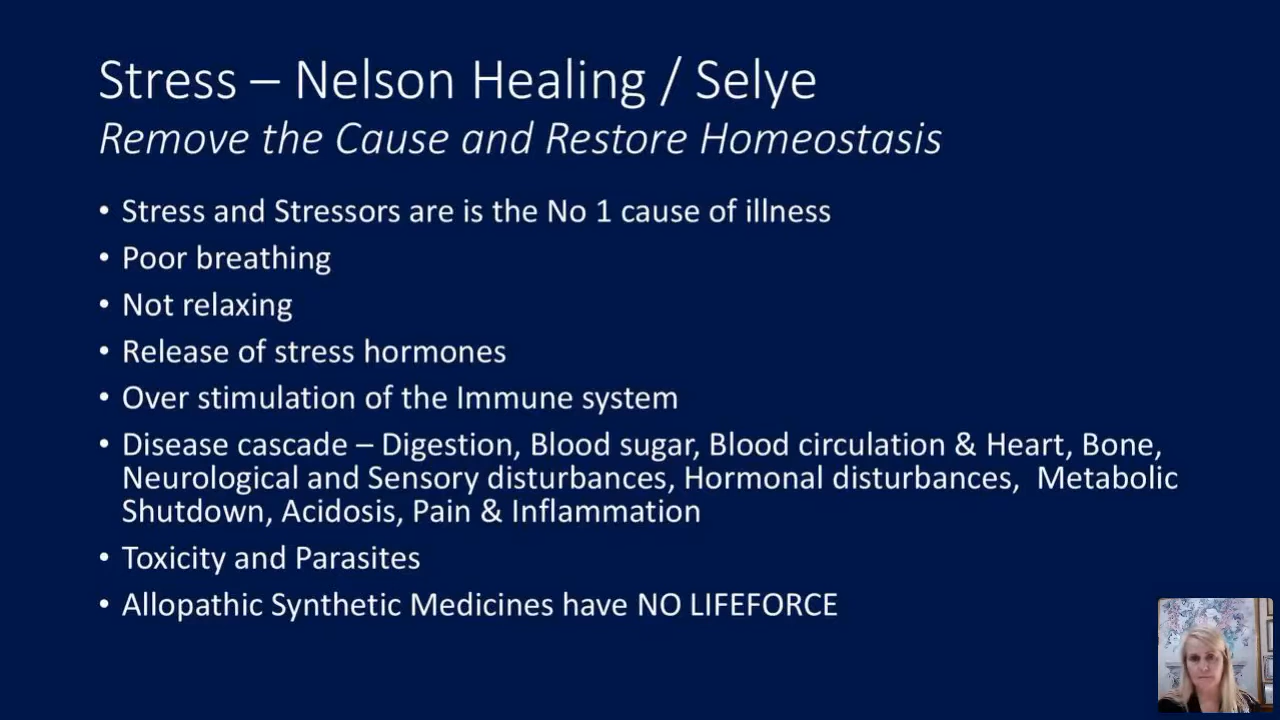 Stress – Nelson Healing / Selye
Remove the Cause and Restore Homeostasis
• Stress and Stressors are is the No 1 cause of illness
• Poor breathing
• Not relaxing
• Release of stress hormones
• Over stimulation of the Immune system
• Disease cascade – Digestion, Blood sugar, Blood circulation & Heart, Bone,
Neurological and Sensory disturbances, Hormonal disturbances,  Metabolic
Shutdown, Acidosis, Pain & Inflammation
• Toxicity and Parasites
• Allopathic Synthetic Medicines have NO LIFEFORCE